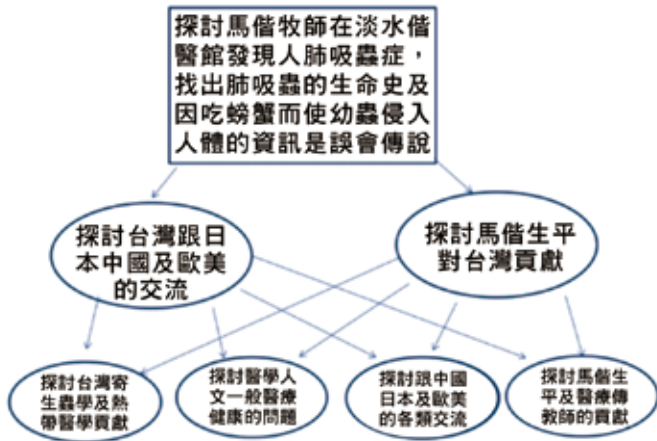 探討馬偕牧師在淡水偕
醫館發現人肺吸蟲症，
找出肺吸蟲的生命史及
因吃螃蟹而使幼蟲侵入
人體的資訊是誤會傳說
探討台灣跟日
本中國及歐美
的交流
探討馬偕生平
對台灣貢獻
探討台灣寄
生蟲學及熱
帶醫學貢獻
探討醫學人
文一般醫療
健康的問題
探討跟中國
日本及歐美
的各類交流
探討馬偕生
平及醫療傳
教師的貢獻